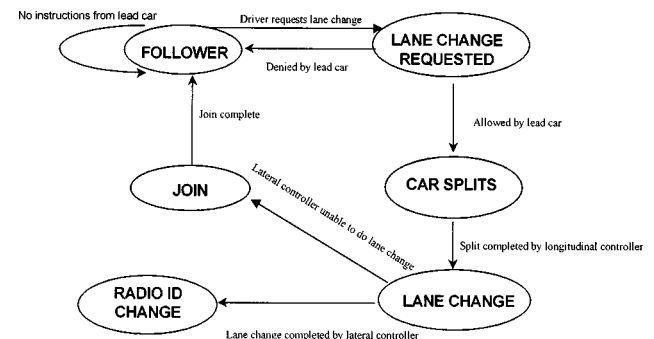 No instructions from lead car
Driver requests lane change
FOLLOWER
LANE CHANGE
REQUESTED
Denied by lead car
Join complete
Allowed by lead car
JOIN
Lateral controller unable to do lane change
CAR SPLITS
Split completed by longitudinal controller
RADIO ID
CHANGE
LANE CHANGE
Lane change completed by lateral controller